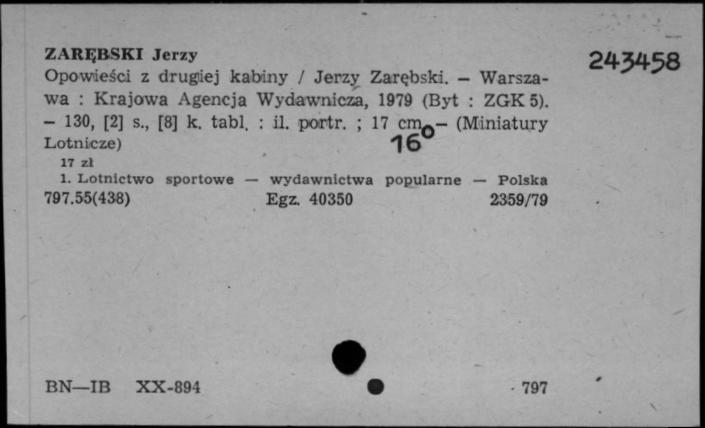 ZARĘBSKI Jerzy
243458
Opowieści z drugiej kabiny / Jerzy Zarębski. — Warsza-
wa : Krajowa Agencja Wydawnicza, 1979 (Byt : ZGK 5).
— 130, [2] s., [8] k. tabl. : il. portr. ; 17 cm. — (Miniatury
Lotnicze)
16°
17 zł
1. Lotnictwo sportowe — wydawnictwa popularne — Polska
797.55(438) Egz. 40350 2359/79
BN—IB XX-894 797